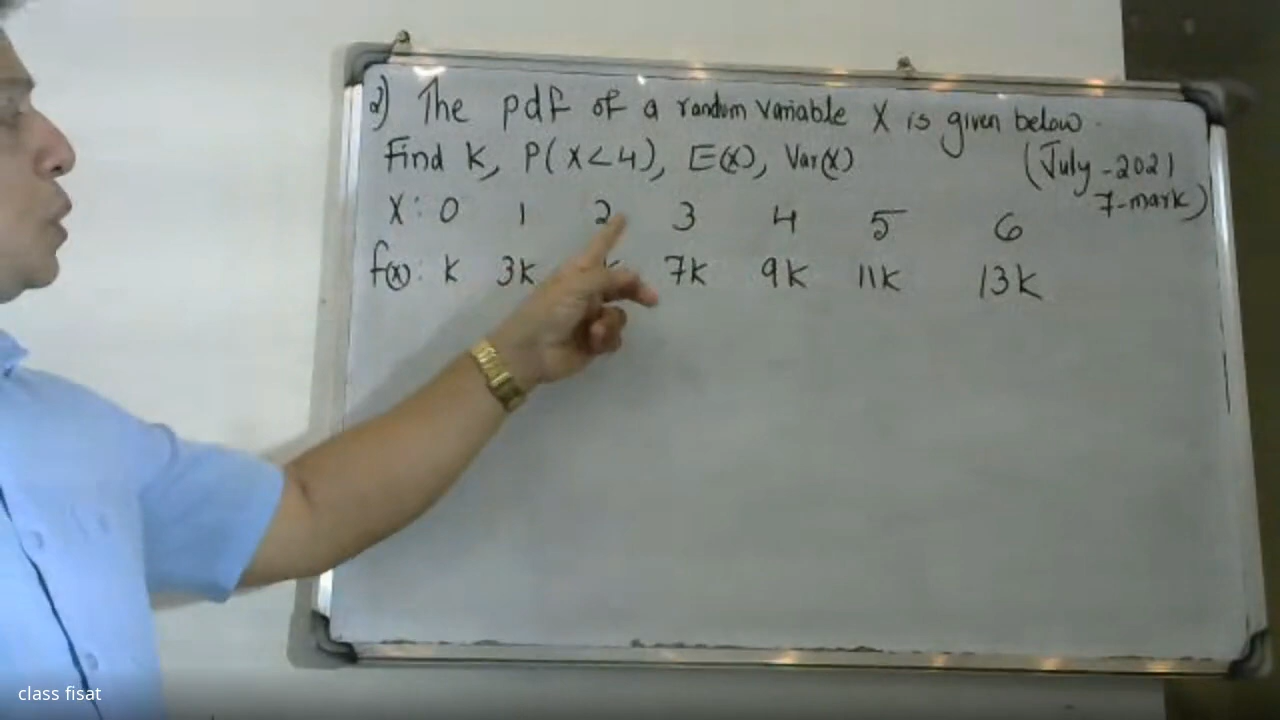 2) The pdf of a random variable X is given below.
Find K, P(X<4), E(X), Var(X) (July-2021
7-mark)
X: 0 1 2 3 4 5 6
f(x): K 3K K 7K 9K 11K 13K
class fisat